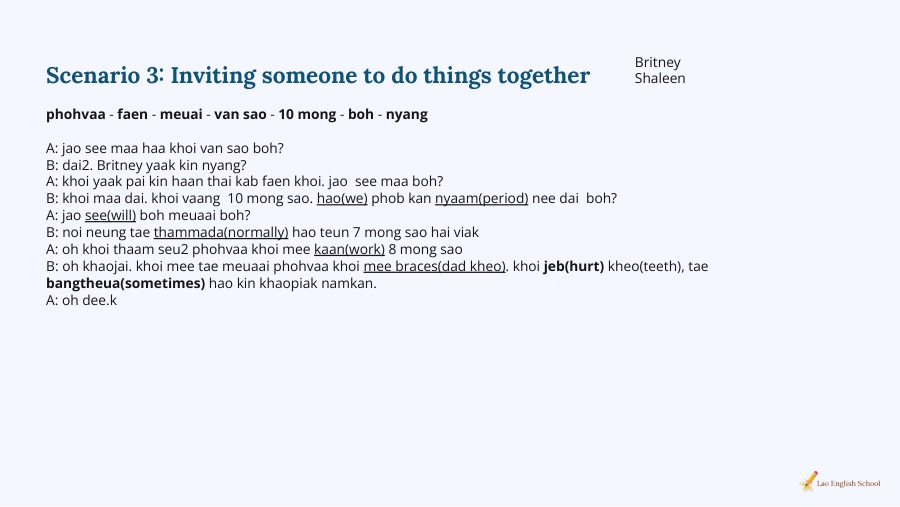 Scenario 3: Inviting someone to do things together
Britney
Shaleen
phohvaa - faen - meuai - van sao - 10 mong - boh - nyang
A: jao see maa haa khoi van sao boh?
B: dai2. Britney yaak kin nyang?
A: khoi yaak pai kin haan thai kab faen khoi. jao  see maa boh?
B: khoi maa dai. khoi vaang  10 mong sao. hao(we) phob kan nyaam(period) nee dai  boh?
A: jao see(will) boh meuaai boh?
B: noi neung tae thammada(normally) hao teun 7 mong sao hai viak
A: oh khoi thaam seu2 phohvaa khoi mee kaan(work) 8 mong sao
B: oh khaojai. khoi mee tae meuaai phohvaa khoi mee braces(dad kheo). khoi jeb(hurt) kheo(teeth), tae
bangtheua(sometimes) hao kin khaopiak namkan.
A: oh dee.k
Lao English School